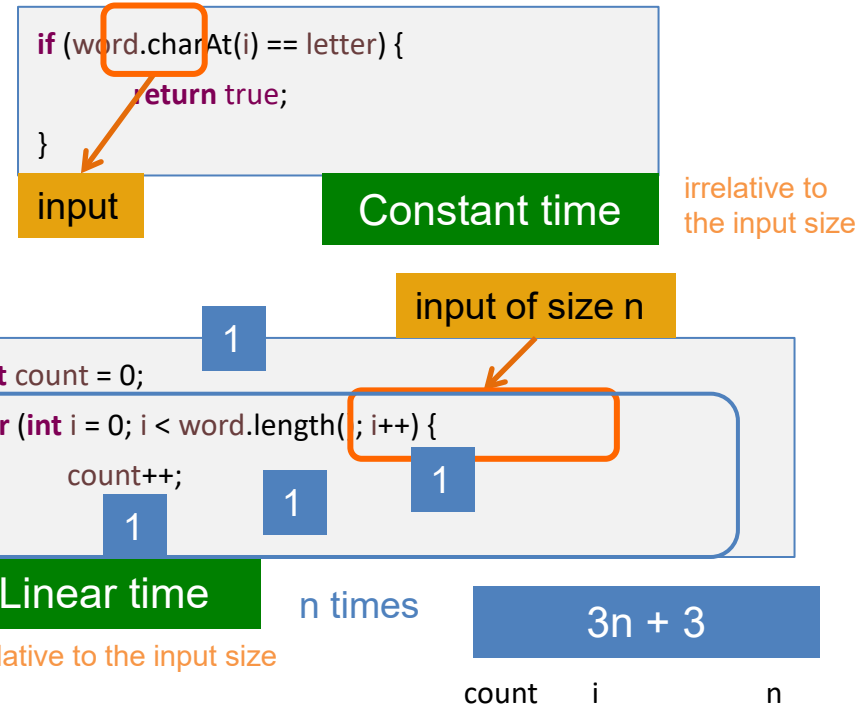 if (word.charAt(i) == letter) {
return true;
}
input
Constant time
irrelative to
the input size
input of size n
1
t count = 0;
r (int i = 0; i < word.length(; i++) {
count++;
1
1
1
Linear time
n times
3n + 3
lative to the input size
count i n